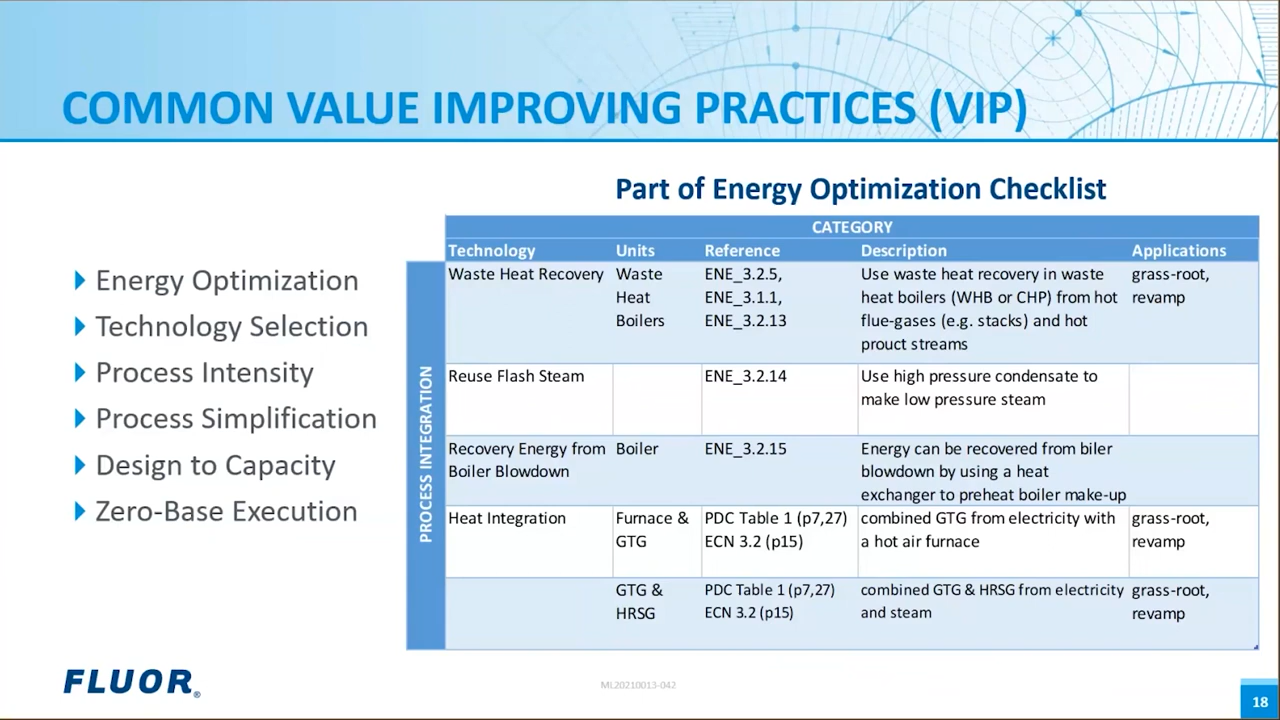 COMMON VALUE IMPROVING PRACTICES (VIP)
Energy Optimization
Technology Selection
Process Intensity
Process Simplification
Design to Capacity
Zero-Base Execution
Part of Energy Optimization Checklist
CATEGORY
Technology Units Reference Description Applications
PROCESS INTEGRATION
Waste Heat Recovery
Waste
Heat
Boilers
ENE_3.2.5,
ENE_3.1.1,
ENE_3.2.13
Use waste heat recovery in waste
heat boilers (WHB or CHP) from hot
flue-gases (e.g. stacks) and hot
prouct streams
grass-root,
revamp
Reuse Flash Steam
ENE_3.2.14
Use high pressure condensate to
make low pressure steam
Recovery Energy from
Boiler Blowdown
Boiler
ENE_3.2.15
Energy can be recovered from biler
blowdown by using a heat
exchanger to preheat boiler make-up
Heat Integration
Furnace &
GTG
PDC Table 1 (p7,27)
ECN 3.2 (p15)
combined GTG from electricity with
a hot air furnace
grass-root,
revamp
GTG &
HRSG
PDC Table 1 (p7,27)
ECN 3.2 (p15)
combined GTG & HRSG from electricity
and steam
grass-root,
revamp
FLUOR®
ML20210013-042
18